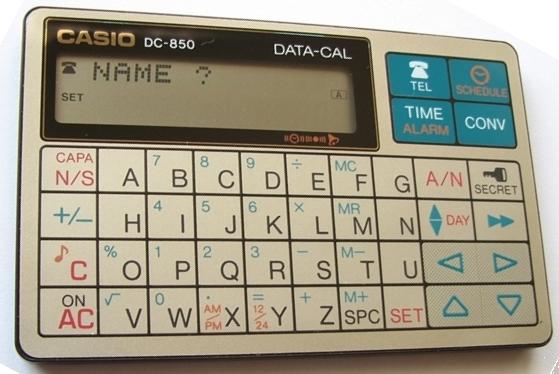 CASIO DC-850 DATA-CAL
NAME ?
SET A
TEL SCHEDULE
TIME
ALARM CONV
CAPA
N/S A 7 B 8 C 9 D ÷ E MC F G A/N SECRET
+/− H 4 I 5 J 6 K × L MR M N DAY
C % O 1 P 2 Q 3 R − S M− T U
ON
AC √ V 0 W . AM/PM X = 12/24 Y + Z M+ SPC SET